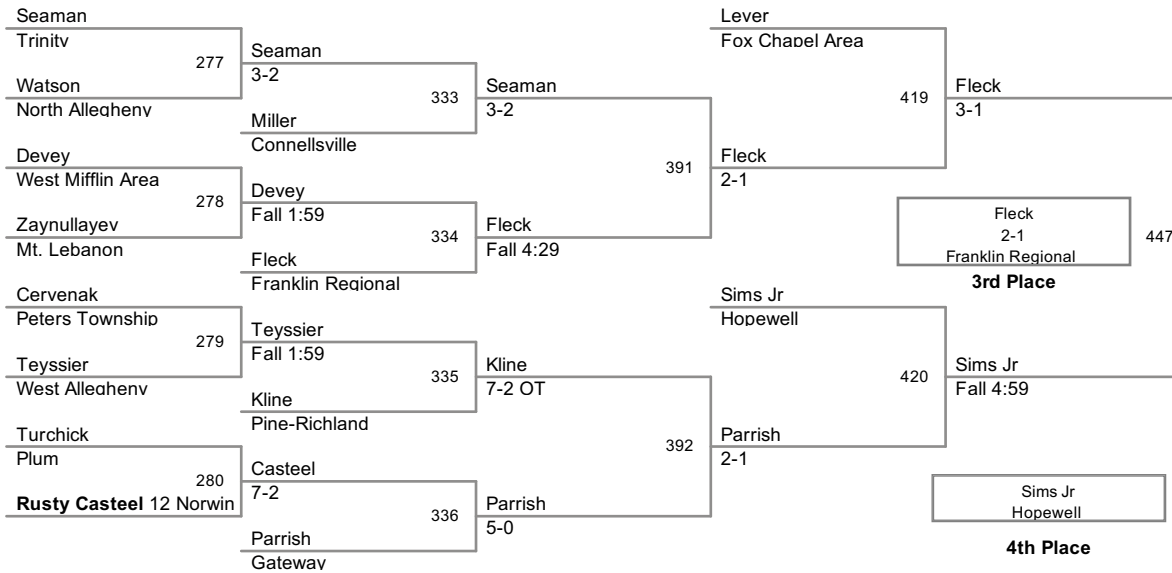 Seaman
Trinity
277
Watson
North Allegheny
Seaman
3-2
333
Miller
Connellsville
Seaman
3-2
Devey
West Mifflin Area
278
Zaynullayev
Mt. Lebanon
Devey
Fall 1:59
334
Fleck
Franklin Regional
Fleck
Fall 4:29
391
Fleck
2-1
Lever
Fox Chapel Area
419
Fleck
3-1
Fleck
2-1
Franklin Regional
447
3rd Place
Cervenak
Peters Township
279
Teyssier
West Allegheny
Teyssier
Fall 1:59
335
Kline
Pine-Richland
Kline
7-2 OT
Turchick
Plum
280
Rusty Casteel 12 Norwin
Casteel
7-2
336
Parrish
Gateway
Parrish
5-0
392
Parrish
2-1
Sims Jr
Hopewell
420
Sims Jr
Fall 4:59
Sims Jr
Hopewell
4th Place